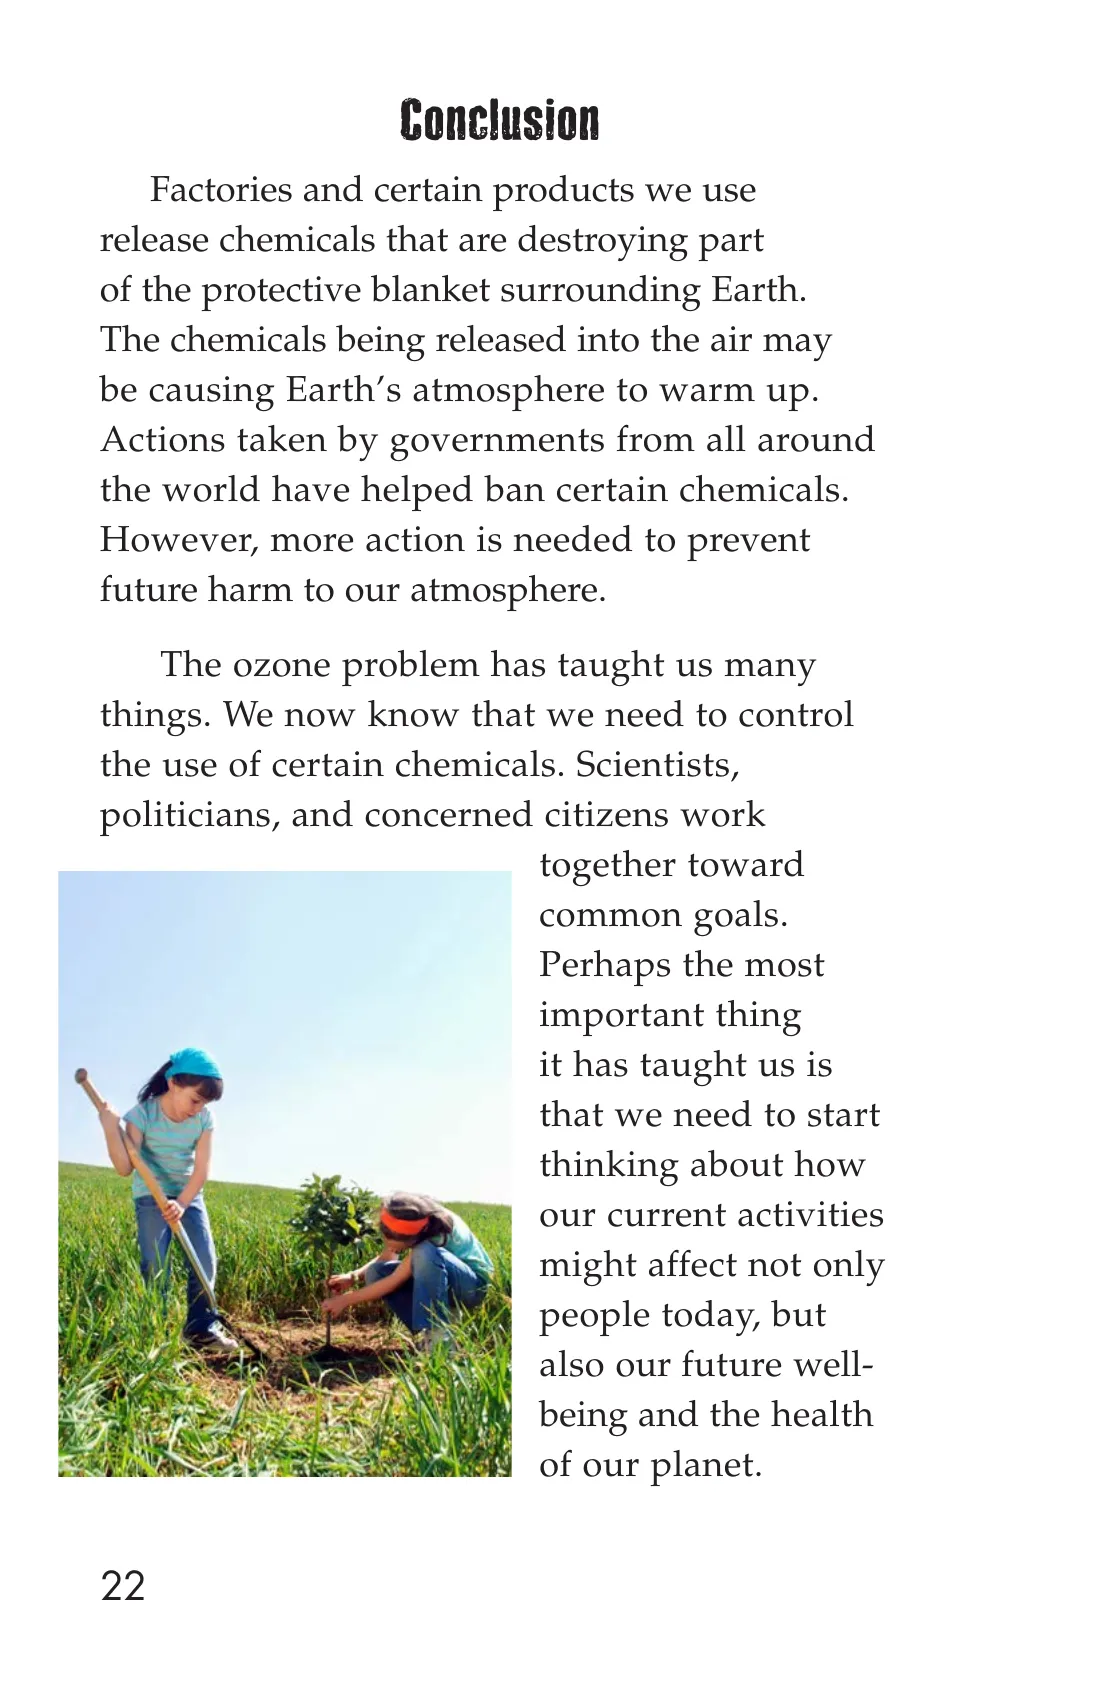 Conclusion
Factories and certain products we use
release chemicals that are destroying part
of the protective blanket surrounding Earth.
The chemicals being released into the air may
be causing Earth’s atmosphere to warm up.
Actions taken by governments from all around
the world have helped ban certain chemicals.
However, more action is needed to prevent
future harm to our atmosphere.
The ozone problem has taught us many
things. We now know that we need to control
the use of certain chemicals. Scientists,
politicians, and concerned citizens work
together toward
common goals.
Perhaps the most
important thing
it has taught us is
that we need to start
thinking about how
our current activities
might affect not only
people today, but
also our future well-
being and the health
of our planet.
22